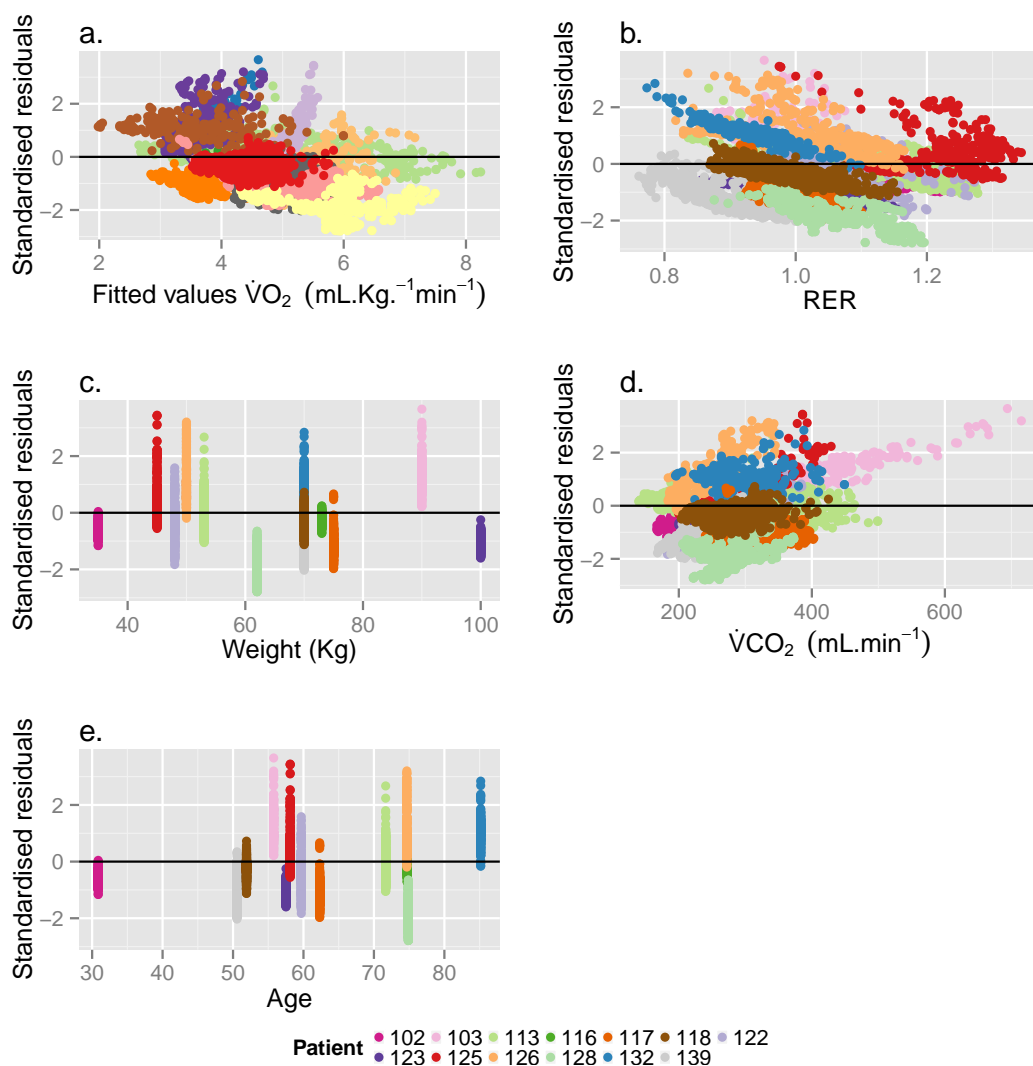 a.
Standardised residuals
2
0
−2
2 4 6 8
Fitted values V̇O₂ (mL.Kg.⁻¹min⁻¹)
b.
Standardised residuals
2
0
−2
0.8 1.0 1.2
RER
c.
Standardised residuals
2
0
−2
40 60 80 100
Weight (Kg)
d.
Standardised residuals
2
0
−2
200 400 600
V̇CO₂ (mL.min⁻¹)
e.
Standardised residuals
2
0
−2
30 40 50 60 70 80
Age
Patient 102 103 113 116 117 118 122
123 125 126 128 132 139